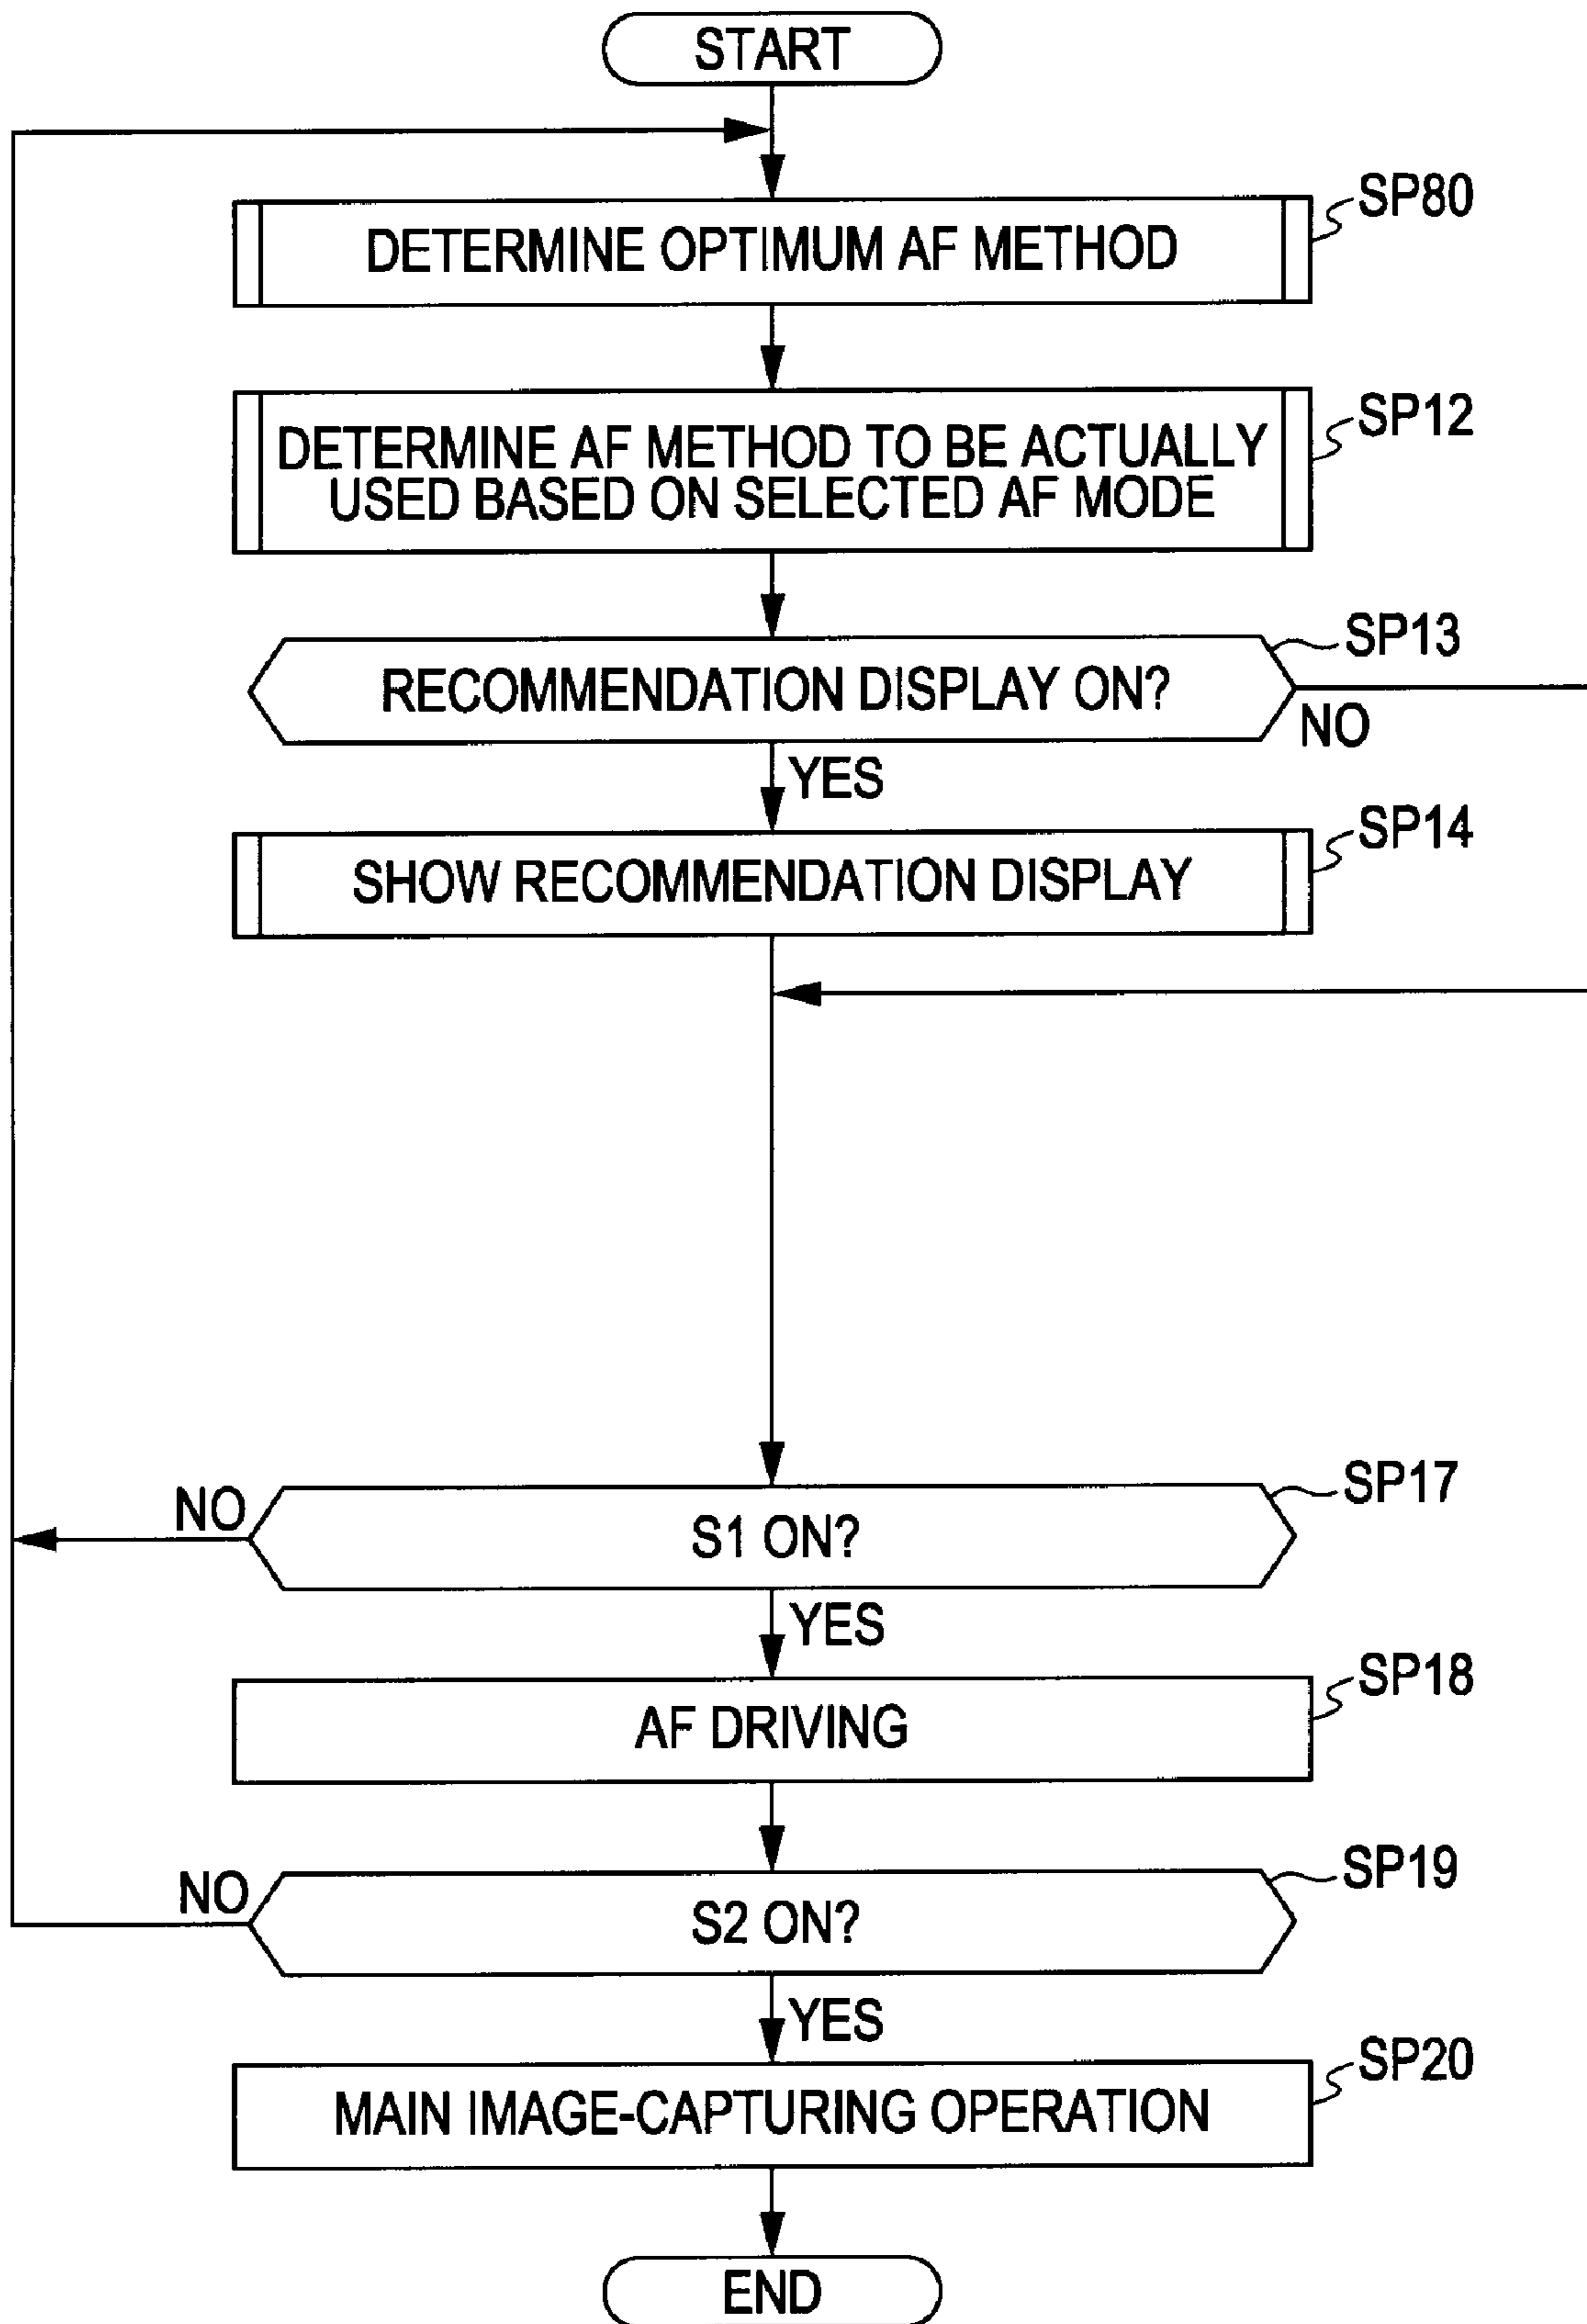 START
SP80
DETERMINE OPTIMUM AF METHOD
SP12
DETERMINE AF METHOD TO BE ACTUALLY
USED BASED ON SELECTED AF MODE
SP13
RECOMMENDATION DISPLAY ON?
NO
YES
SP14
SHOW RECOMMENDATION DISPLAY
SP17
NO
S1 ON?
YES
SP18
AF DRIVING
SP19
NO
S2 ON?
YES
SP20
MAIN IMAGE-CAPTURING OPERATION
END